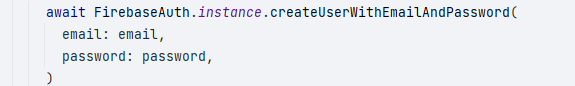 await FirebaseAuth.instance.createUserWithEmailAndPassword(
email: email,
password: password,
)